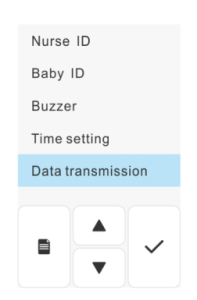 Nurse ID
Baby ID
Buzzer
Time setting
Data transmission